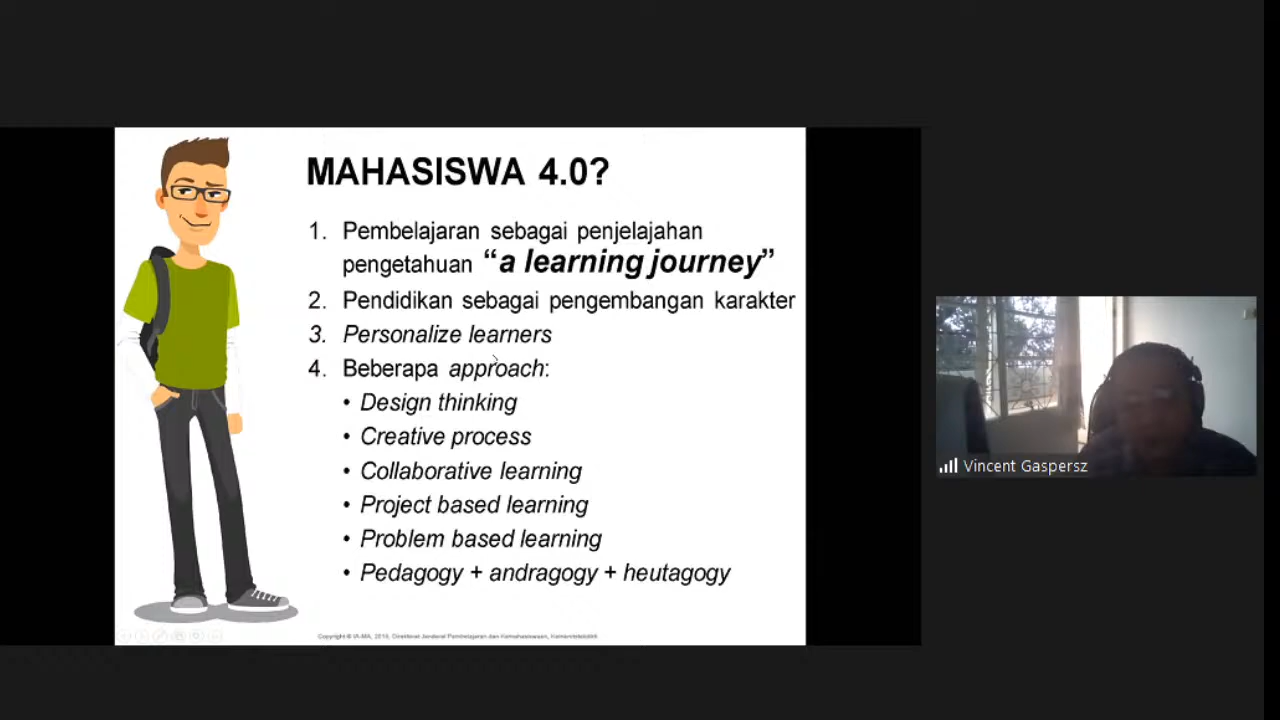 MAHASISWA 4.0?
1. Pembelajaran sebagai penjelajahan
pengetahuan “a learning journey”
2. Pendidikan sebagai pengembangan karakter
3. Personalize learners
4. Beberapa approach:
• Design thinking
• Creative process
• Collaborative learning
• Project based learning
• Problem based learning
• Pedagogy + andragogy + heutagogy
Vincent Gaspersz